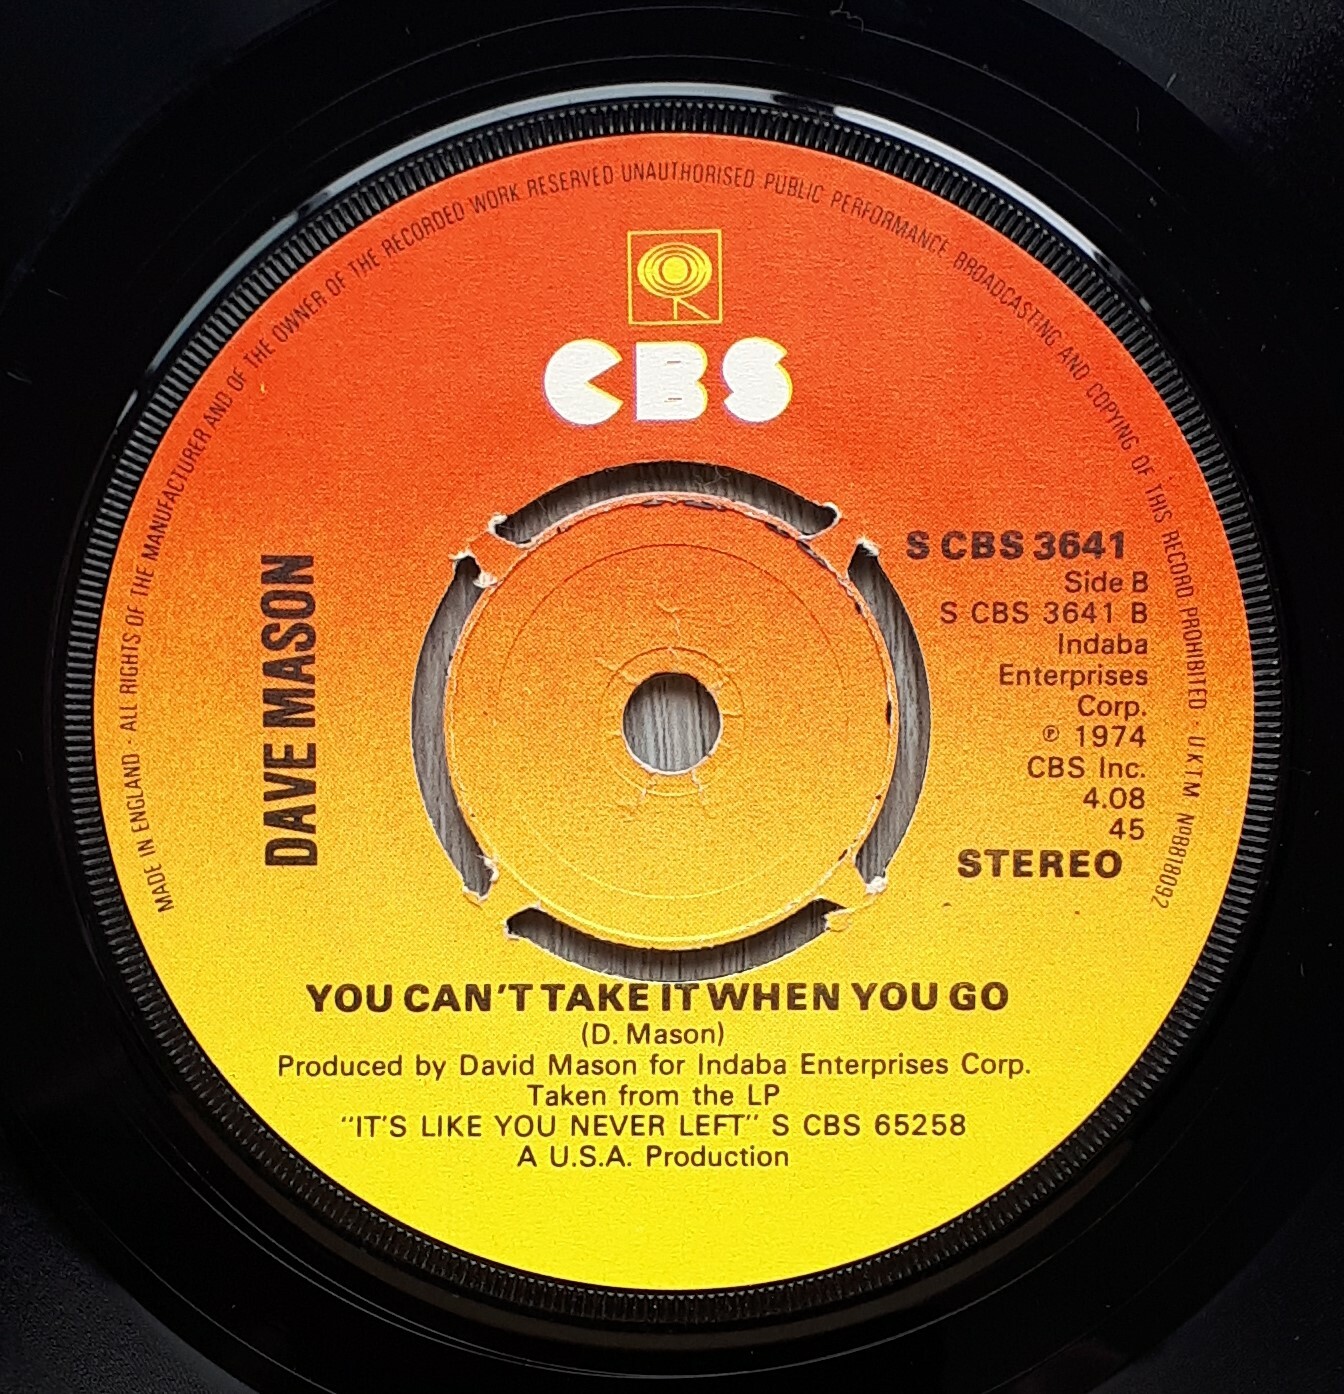 MADE IN ENGLAND · ALL RIGHTS OF THE MANUFACTURER AND OF THE OWNER OF THE RECORDED WORK RESERVED UNAUTHORISED PUBLIC PERFORMANCE BROADCASTING AND COPYING OF THIS RECORD PROHIBITED · UKTM No8818092
CBS
DAVE MASON
S CBS 3641
Side B
S CBS 3641 B
Indaba
Enterprises
Corp.
℗ 1974
CBS Inc.
4.08
45
STEREO
YOU CAN'T TAKE IT WHEN YOU GO
(D. Mason)
Produced by David Mason for Indaba Enterprises Corp.
Taken from the LP
"IT'S LIKE YOU NEVER LEFT" S CBS 65258
A U.S.A. Production